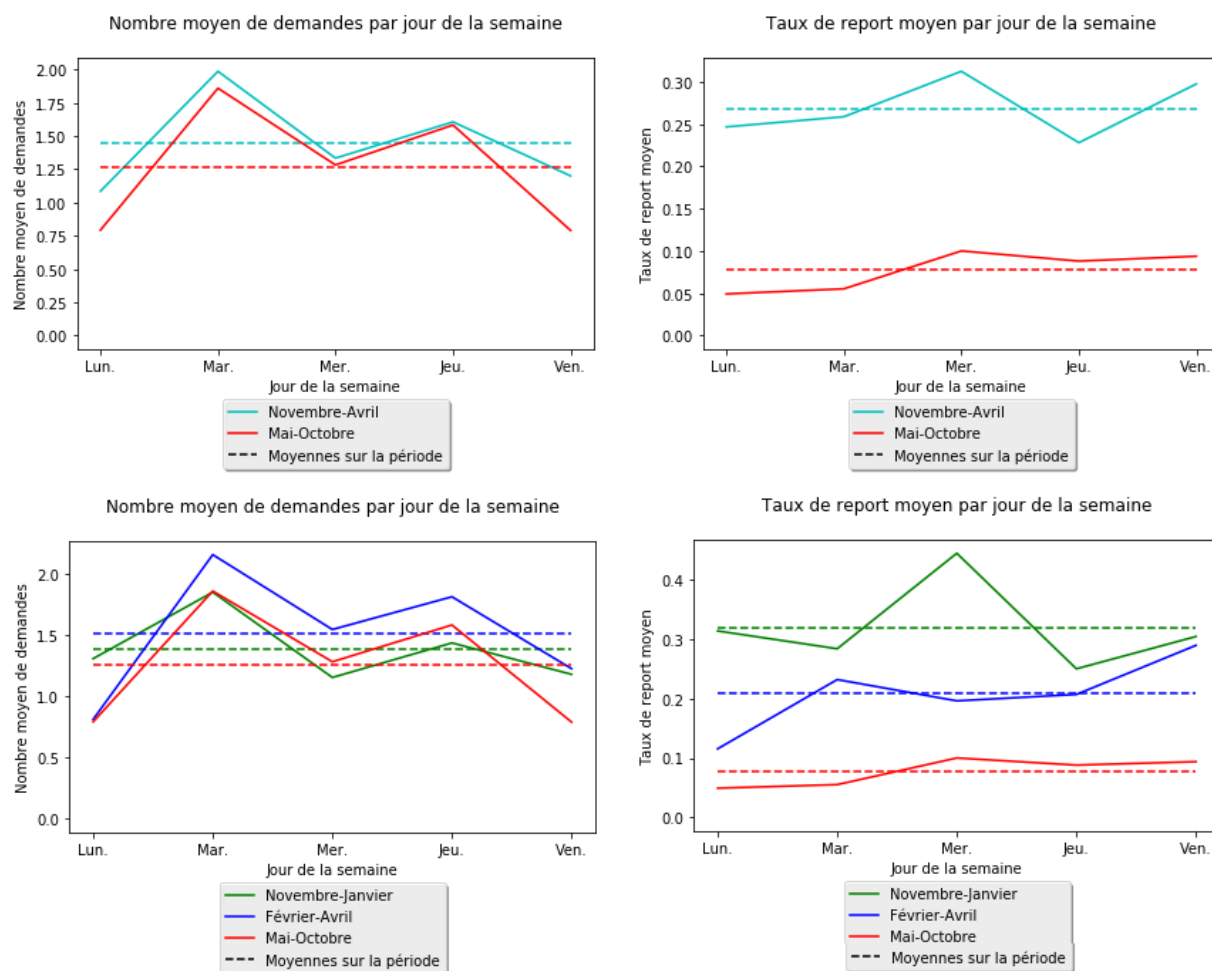 Nombre moyen de demandes par jour de la semaine
Nombre moyen de demandes
2.00
1.75
1.50
1.25
1.00
0.75
0.50
0.25
0.00
Lun.
Mar.
Mer.
Jeu.
Ven.
Jour de la semaine
Novembre-Avril
Mai-Octobre
Moyennes sur la période
Taux de report moyen par jour de la semaine
Taux de report moyen
0.30
0.25
0.20
0.15
0.10
0.05
0.00
Lun.
Mar.
Mer.
Jeu.
Ven.
Jour de la semaine
Novembre-Avril
Mai-Octobre
Moyennes sur la période
Nombre moyen de demandes par jour de la semaine
Nombre moyen de demandes
2.0
1.5
1.0
0.5
0.0
Lun.
Mar.
Mer.
Jeu.
Ven.
Jour de la semaine
Novembre-Janvier
Février-Avril
Mai-Octobre
Moyennes sur la période
Taux de report moyen par jour de la semaine
Taux de report moyen
0.4
0.3
0.2
0.1
0.0
Lun.
Mar.
Mer.
Jeu.
Ven.
Jour de la semaine
Novembre-Janvier
Février-Avril
Mai-Octobre
Moyennes sur la période